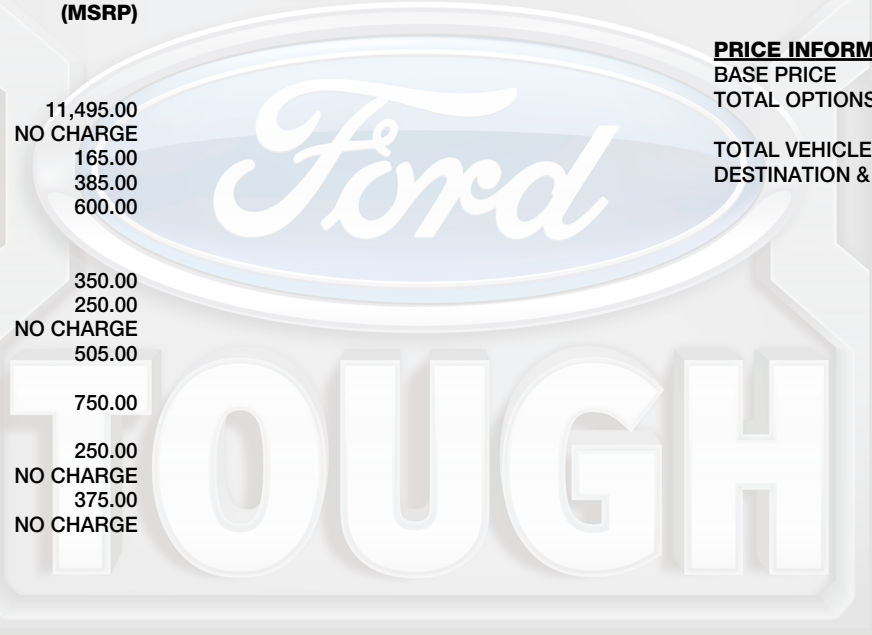 (MSRP)
11,495.00
NO CHARGE
165.00
385.00
600.00
350.00
250.00
NO CHARGE
505.00
750.00
250.00
NO CHARGE
375.00
NO CHARGE
PRICE INFORM
BASE PRICE
TOTAL OPTIONS
TOTAL VEHICLE
DESTINATION &
Ford
TOUGH